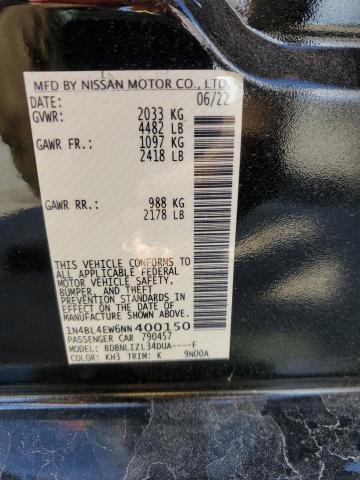 MFD BY NISSAN MOTOR CO., LTD.
DATE: 06/22
GVWR: 2033 KG
4482 LB
GAWR FR.: 1097 KG
2418 LB
GAWR RR.: 988 KG
2178 LB
THIS VEHICLE CONFORMS TO
ALL APPLICABLE FEDERAL
MOTOR VEHICLE SAFETY,
BUMPER, AND THEFT
PREVENTION STANDARDS IN
EFFECT ON THE DATE OF
MANUFACTURE SHOWN ABOVE.
1N4BL4EW6NN400150
PASSENGER CAR 790457
MODEL: BDBNLIZL34DUA----F
COLOR: KH3 TRIM: K 9N00A